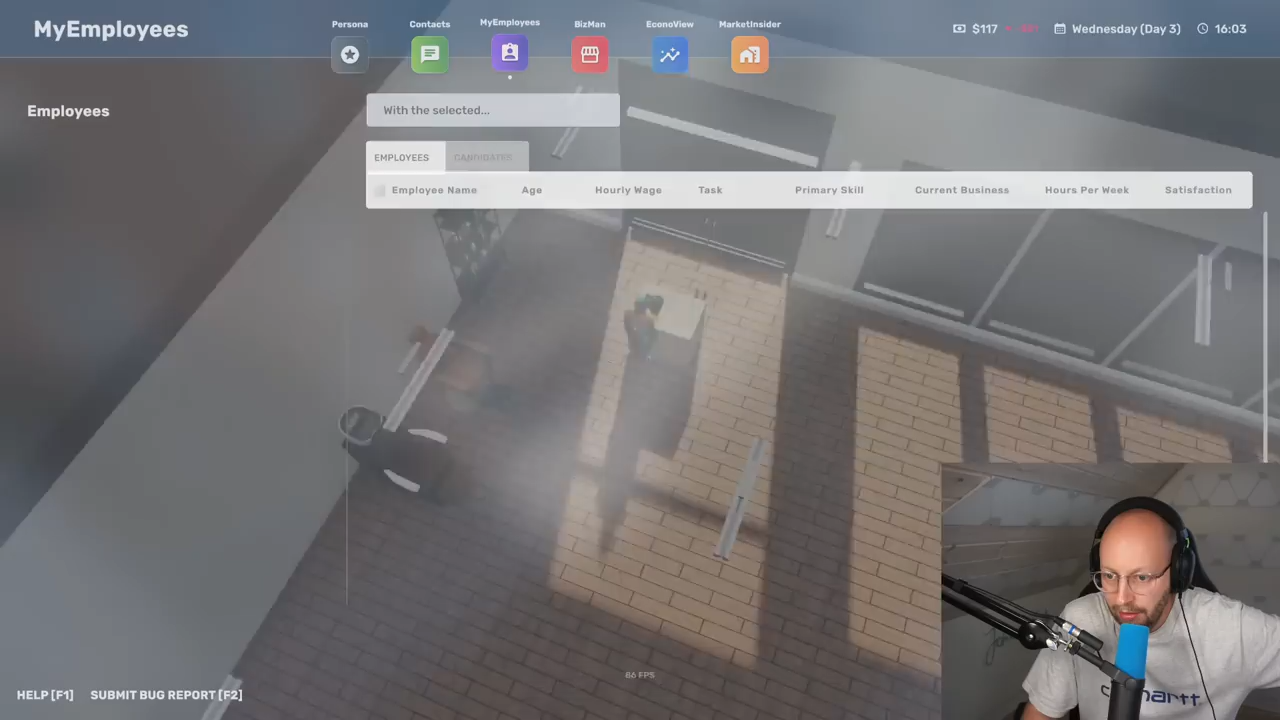 MyEmployees
Persona
Contacts
MyEmployees
BizMan
EconoView
MarketInsider
$117
Wednesday (Day 3)
16:03
Employees
With the selected...
EMPLOYEES
CANDIDATES
Employee Name
Age
Hourly Wage
Task
Primary Skill
Current Business
Hours Per Week
Satisfaction
66 FPS
HELP [F1]
SUBMIT BUG REPORT [F2]